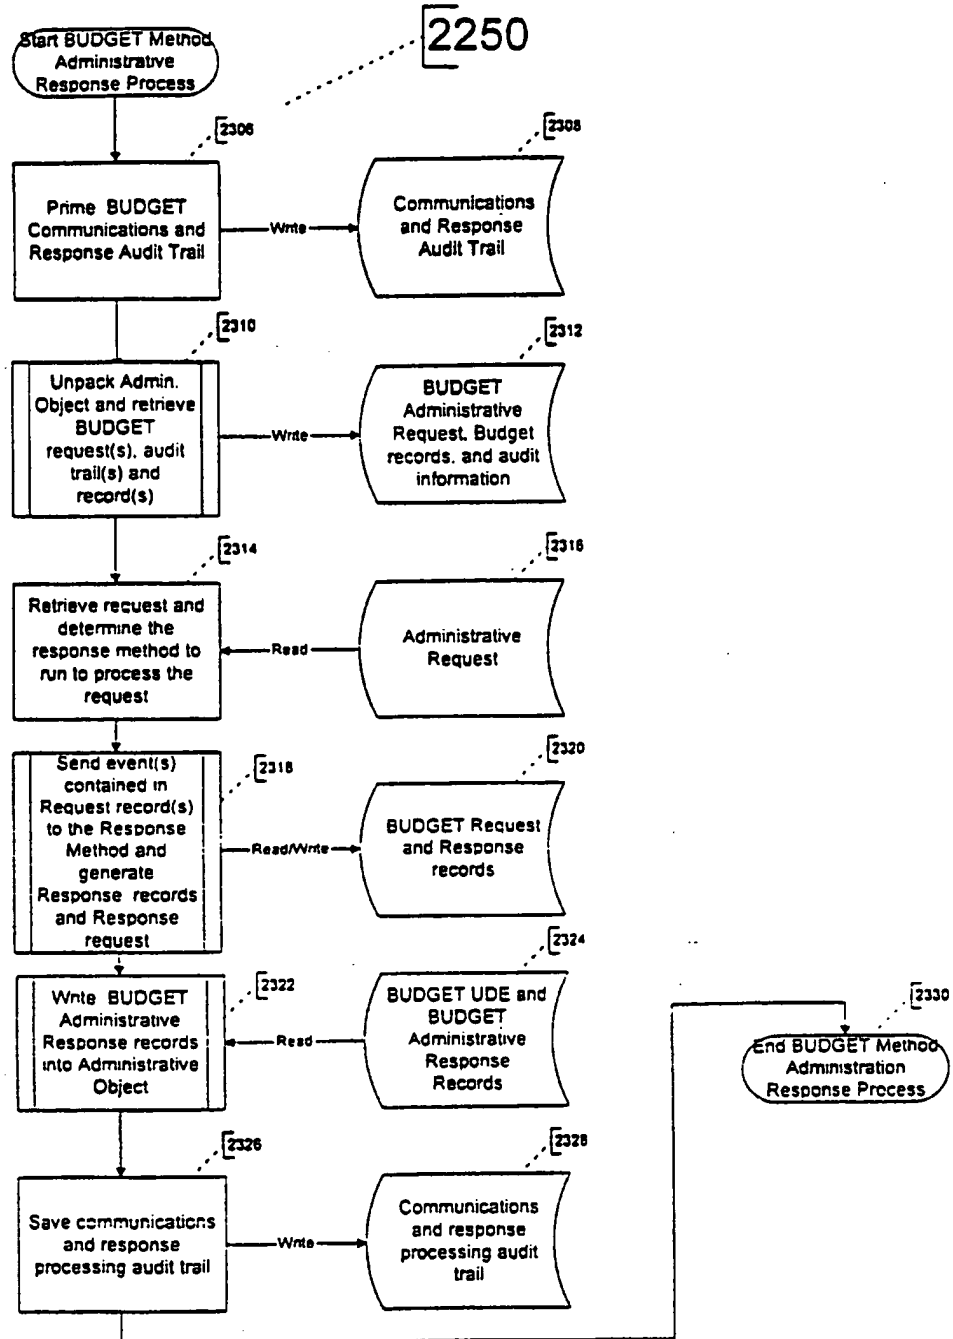 2250
Start BUDGET Method
Administrative
Response Process
2306
2308
Prime BUDGET
Communications and
Response Audit Trail
Write
Communications
and Response
Audit Trail
2310
2312
Unpack Admin.
Object and retrieve
BUDGET
request(s), audit
trail(s) and
record(s)
Write
BUDGET
Administrative
Request, Budget
records, and audit
information
2314
2316
Retrieve request and
determine the
response method to
run to process the
request
Read
Administrative
Request
2318
2320
Send event(s)
contained in
Request record(s)
to the Response
Method and
generate
Response records
and Response
request
Read/Write
BUDGET Request
and Response
records
2322
2324
Write BUDGET
Administrative
Response records
into Administrative
Object
Read
BUDGET UDE and
BUDGET
Administrative
Response
Records
2330
End BUDGET Method
Administration
Response Process
2326
2328
Save communications
and response
processing audit trail
Write
Communications
and response
processing audit
trail